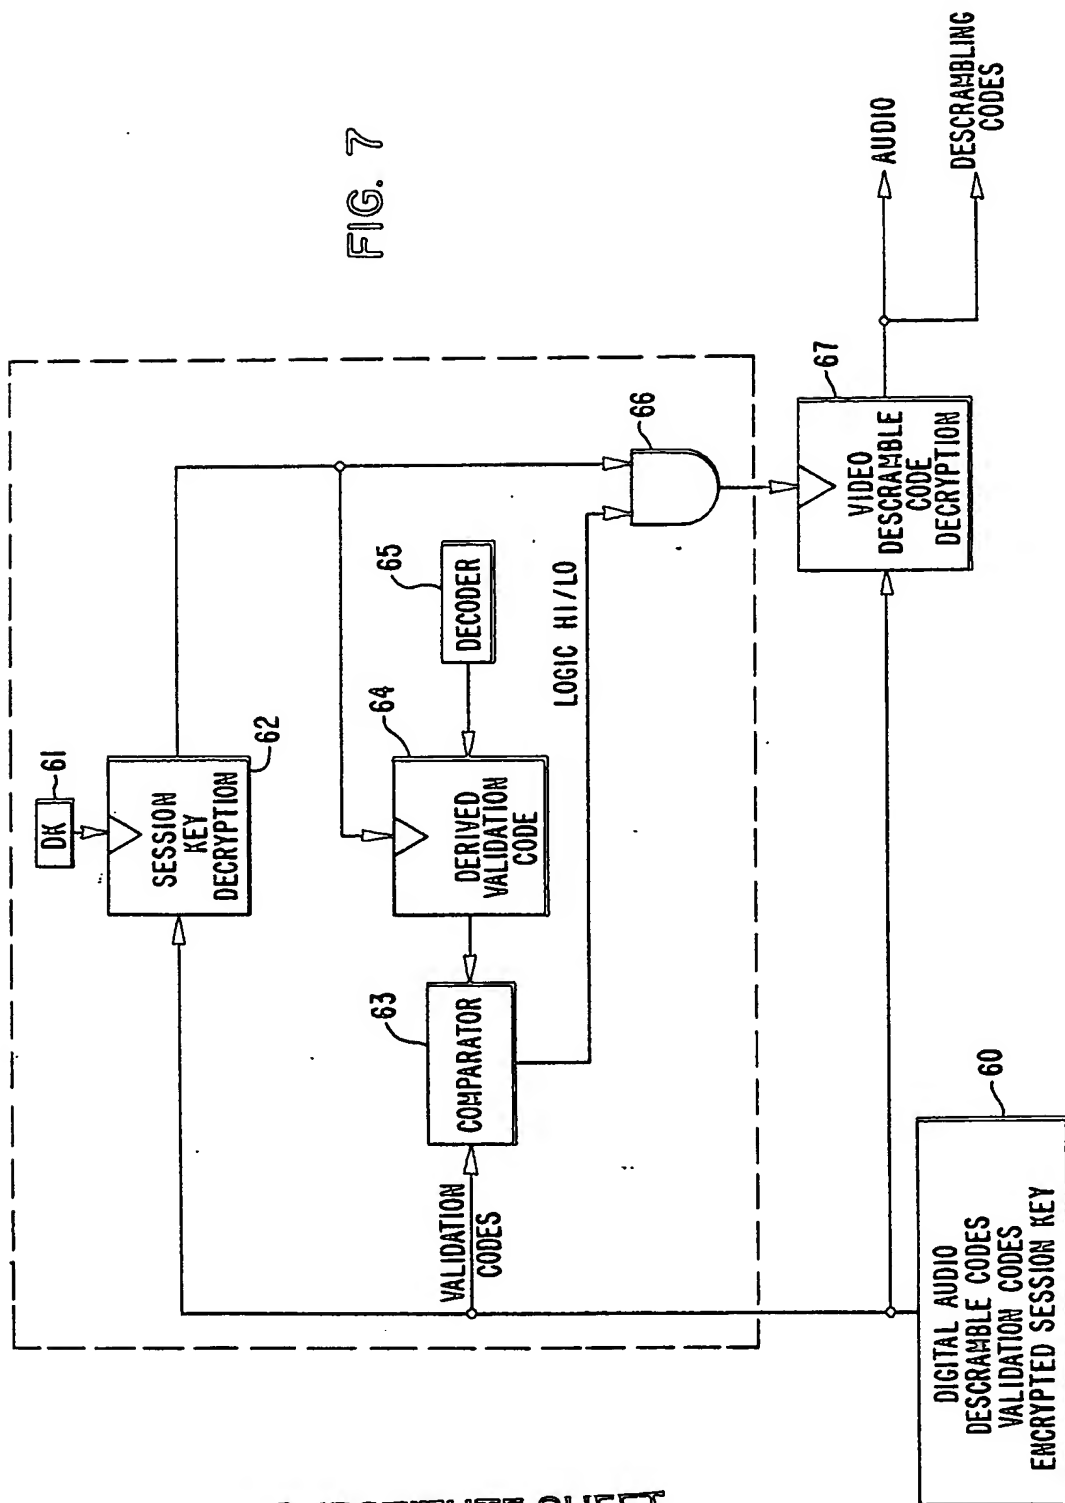 FIG. 7
DK
61
SESSION
KEY
DECRYPTION
62
VALIDATION
CODES
COMPARATOR
63
DERIVED
VALIDATION
CODE
64
DECODER
65
LOGIC HI/LO
66
DIGITAL AUDIO
DESCRAMBLE CODES
VALIDATION CODES
ENCRYPTED SESSION KEY
60
VIDEO
DESCRAMBLE
CODE
DECRYPTION
67
AUDIO
DESCRAMBLING
CODES
SHEET